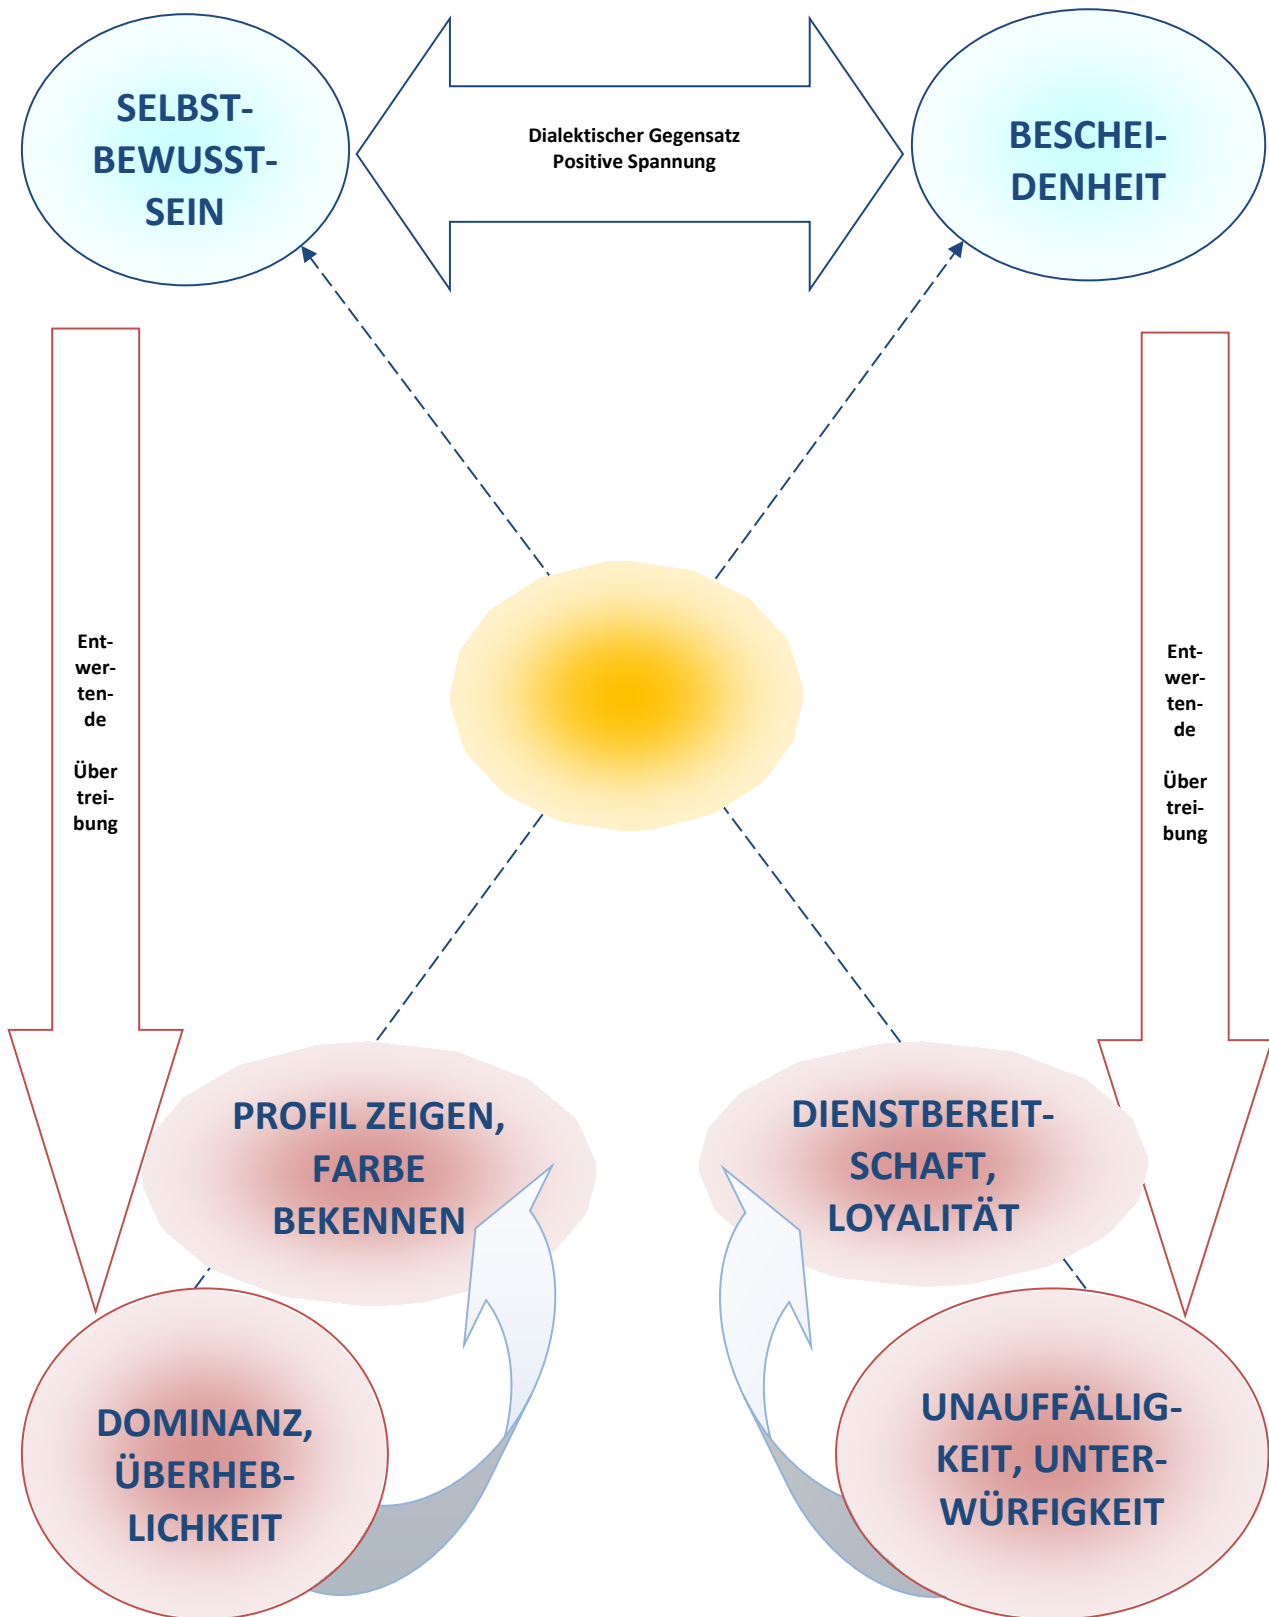 SELBST-
BEWUSST-
SEIN
Dialektischer Gegensatz
Positive Spannung
BESCHEI-
DENHEIT
Ent-
wer-
ten-
de
Über
trei-
bung
Ent-
wer-
ten-
de
Über
trei-
bung
PROFIL ZEIGEN,
FARBE
BEKENNEN
DIENSTBEREIT-
SCHAFT,
LOYALITÄT
DOMINANZ,
ÜBERHEB-
LICHKEIT
UNAUFFÄLLIG-
KEIT, UNTER-
WÜRFIGKEIT